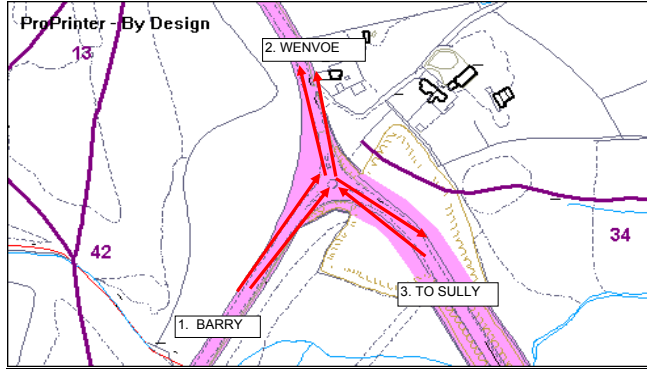 ProPrinter - By Design
13
2. WENVOE
42
34
3. TO SULLY
1. BARRY